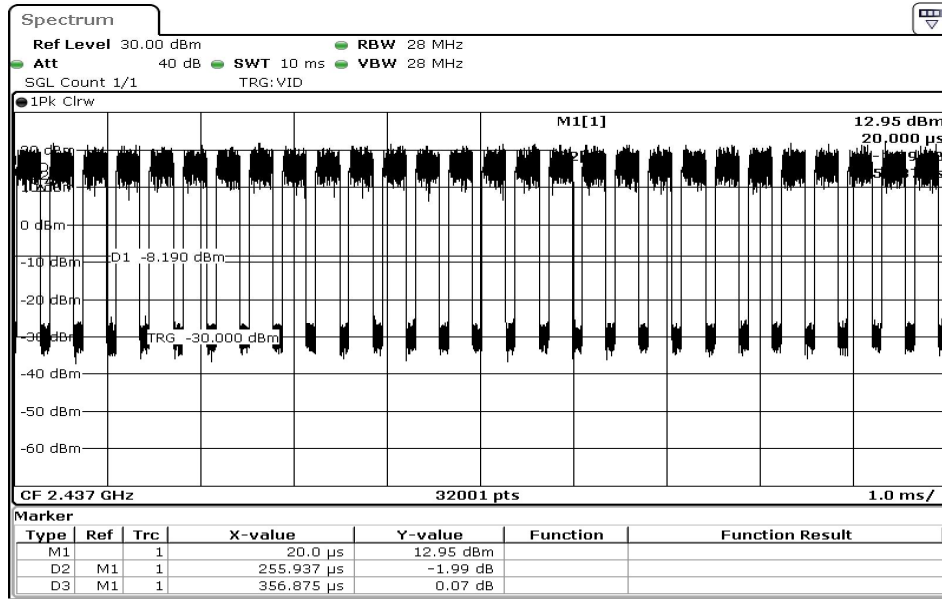 Spectrum
Ref Level 30.00 dBm RBW 28 MHz
Att 40 dB SWT 10 ms VBW 28 MHz
SGL Count 1/1 TRG:VID
1Pk Clrw
M1[1] 12.95 dBm
20.000 µs
0 dBm
-10 dBm
D1 -8.190 dBm
-20 dBm
TRG -30.000 dBm
-40 dBm
-50 dBm
-60 dBm
CF 2.437 GHz 32001 pts 1.0 ms/
Marker
Type Ref Trc X-value Y-value Function Function Result
M1 1 20.0 µs 12.95 dBm
D2 M1 1 255.937 µs -1.99 dB
D3 M1 1 356.875 µs 0.07 dB